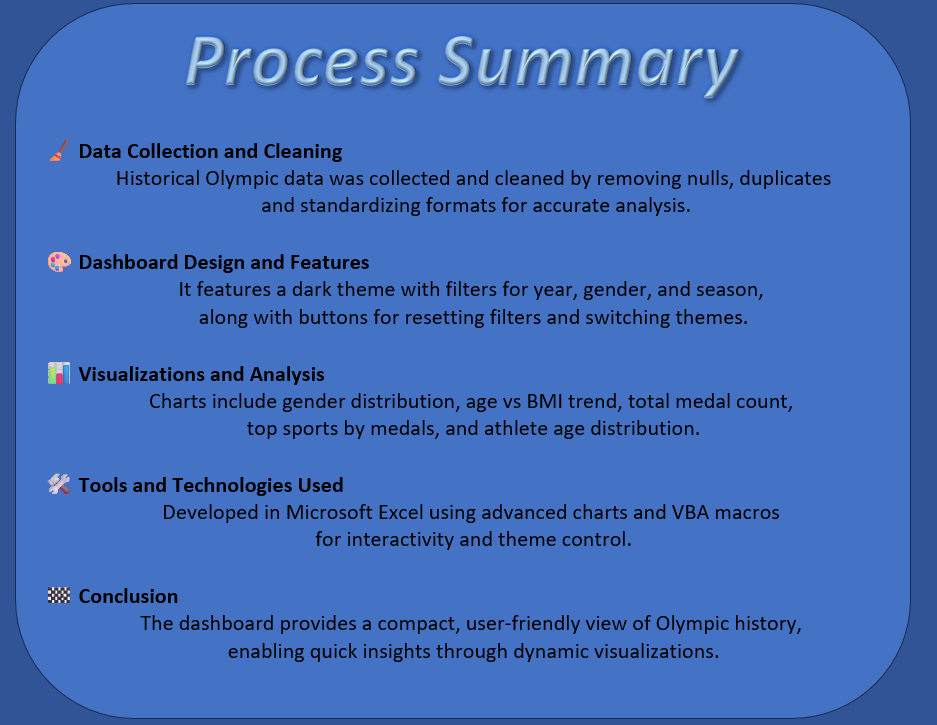 Process Summary
Data Collection and Cleaning
Historical Olympic data was collected and cleaned by removing nulls, duplicates
and standardizing formats for accurate analysis.
Dashboard Design and Features
It features a dark theme with filters for year, gender, and season,
along with buttons for resetting filters and switching themes.
Visualizations and Analysis
Charts include gender distribution, age vs BMI trend, total medal count,
top sports by medals, and athlete age distribution.
Tools and Technologies Used
Developed in Microsoft Excel using advanced charts and VBA macros
for interactivity and theme control.
Conclusion
The dashboard provides a compact, user-friendly view of Olympic history,
enabling quick insights through dynamic visualizations.